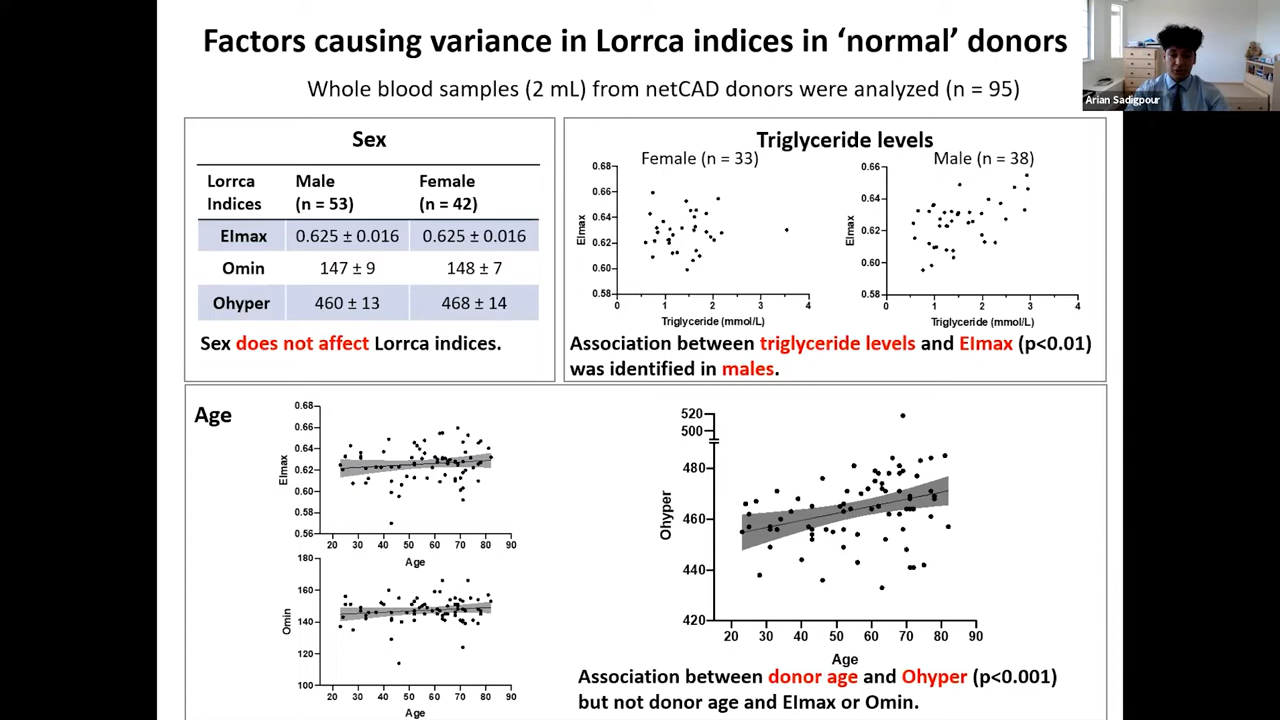 Factors causing variance in Lorrca indices in ‘normal’ donors
Whole blood samples (2 mL) from netCAD donors were analyzed (n = 95)
Arian Sadigpour
Sex
Lorrca Indices Male (n = 53) Female (n = 42)
EImax 0.625 ± 0.016 0.625 ± 0.016
Omin 147 ± 9 148 ± 7
Ohyper 460 ± 13 468 ± 14
Sex does not affect Lorrca indices.
Triglyceride levels
Female (n = 33)
0.68
0.66
0.64
0.62
0.60
0.58
EImax
0 1 2 3 4
Triglyceride (mmol/L)
Male (n = 38)
0.66
0.64
0.62
0.60
0.58
EImax
0 1 2 3 4
Triglyceride (mmol/L)
Association between triglyceride levels and EImax (p<0.01)
was identified in males.
Age
0.68
0.66
0.64
0.62
0.60
0.58
0.56
EImax
20 30 40 50 60 70 80 90
Age
180
160
140
120
100
Omin
20 30 40 50 60 70 80 90
Age
520
500
480
460
440
420
Ohyper
20 30 40 50 60 70 80 90
Age
Association between donor age and Ohyper (p<0.001)
but not donor age and EImax or Omin.